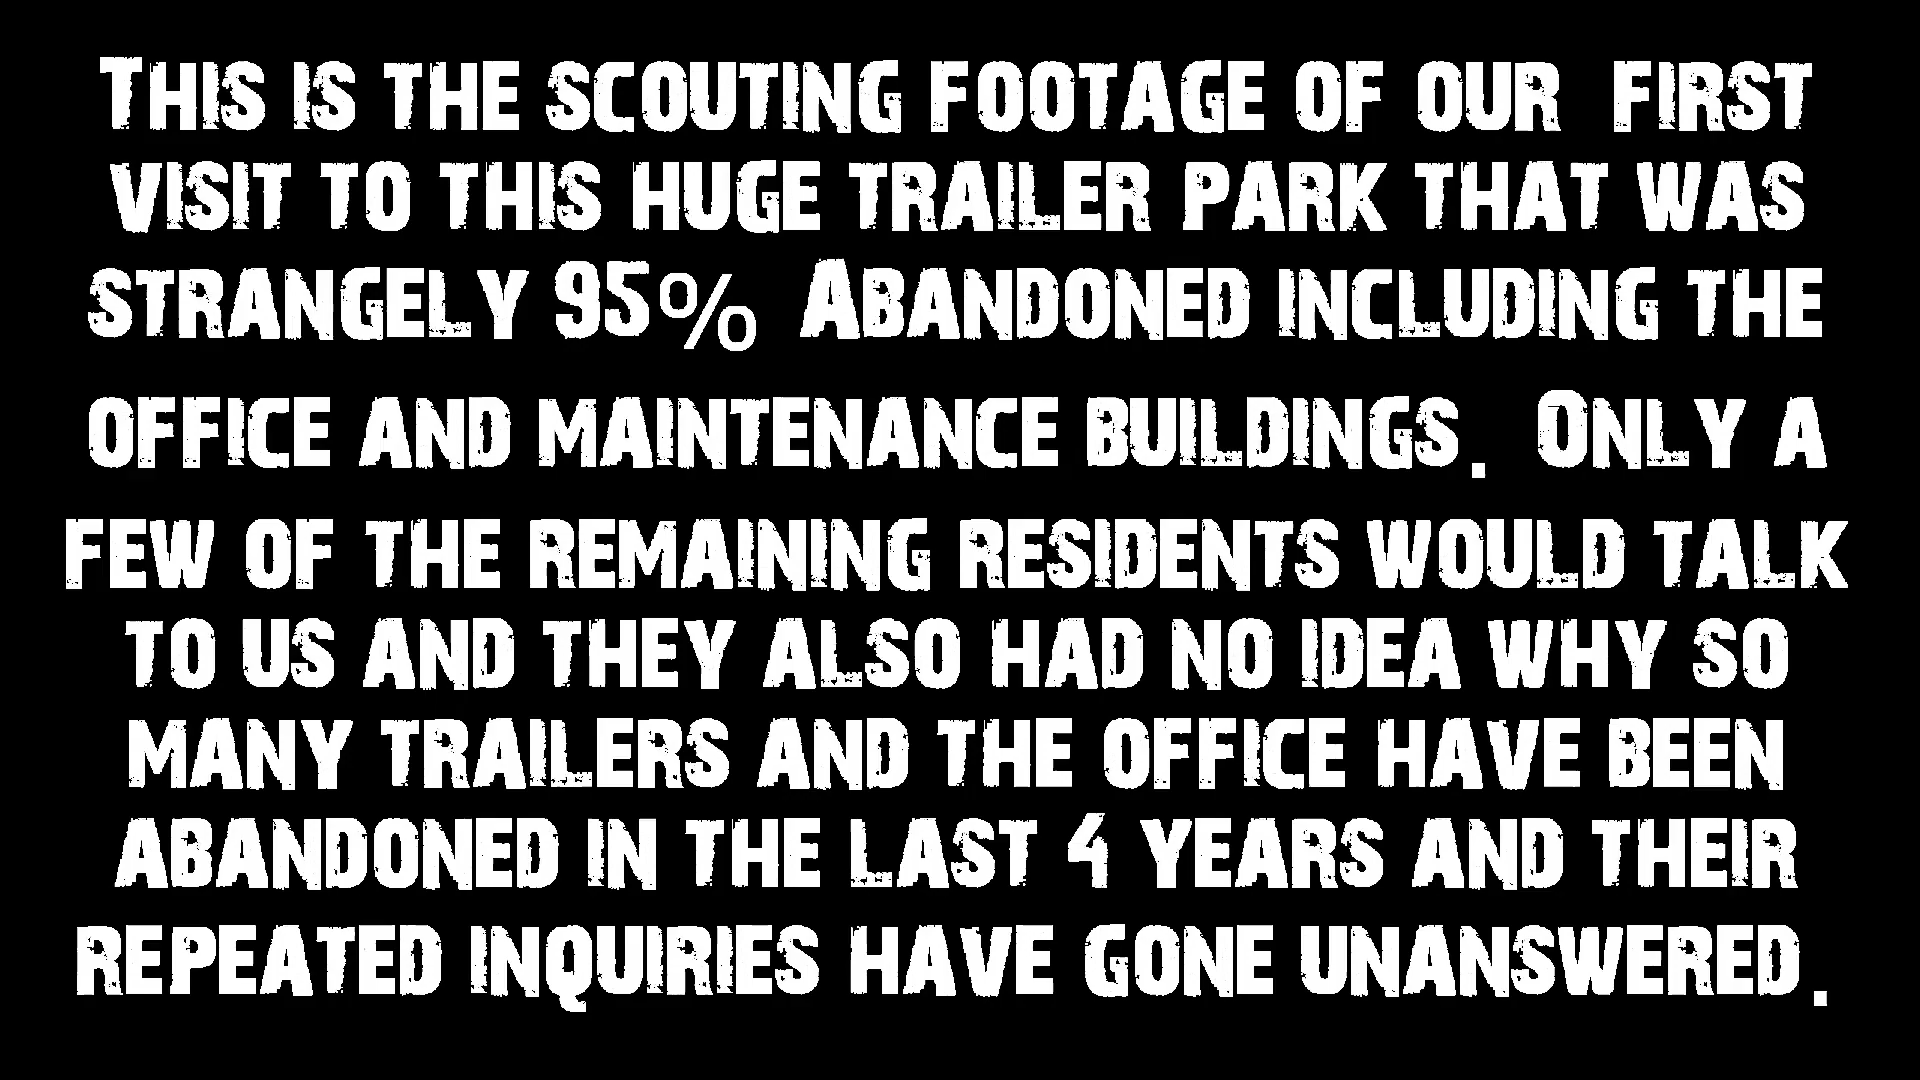 This is the scouting footage of our  first
visit to this huge trailer park that was
strangely 95%  Abandoned including the
office and maintenance buildings.  Only a
few of the remaining residents would talk
to us and they also had no idea why so
many trailers and the office have been
abandoned in the last 4 years and their
repeated inquiries have gone unanswered.